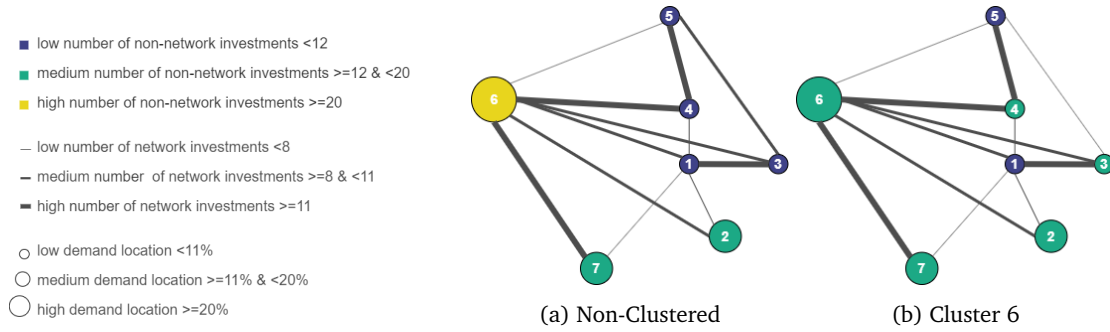 low number of non-network investments <12
medium number of non-network investments >=12 & <20
high number of non-network investments >=20
low number of network investments <8
medium number of network investments >=8 & <11
high number of network investments >=11
low demand location <11%
medium demand location >=11% & <20%
high demand location >=20%
5
6
4
1
3
2
7
(a) Non-Clustered
5
6
4
1
3
2
7
(b) Cluster 6